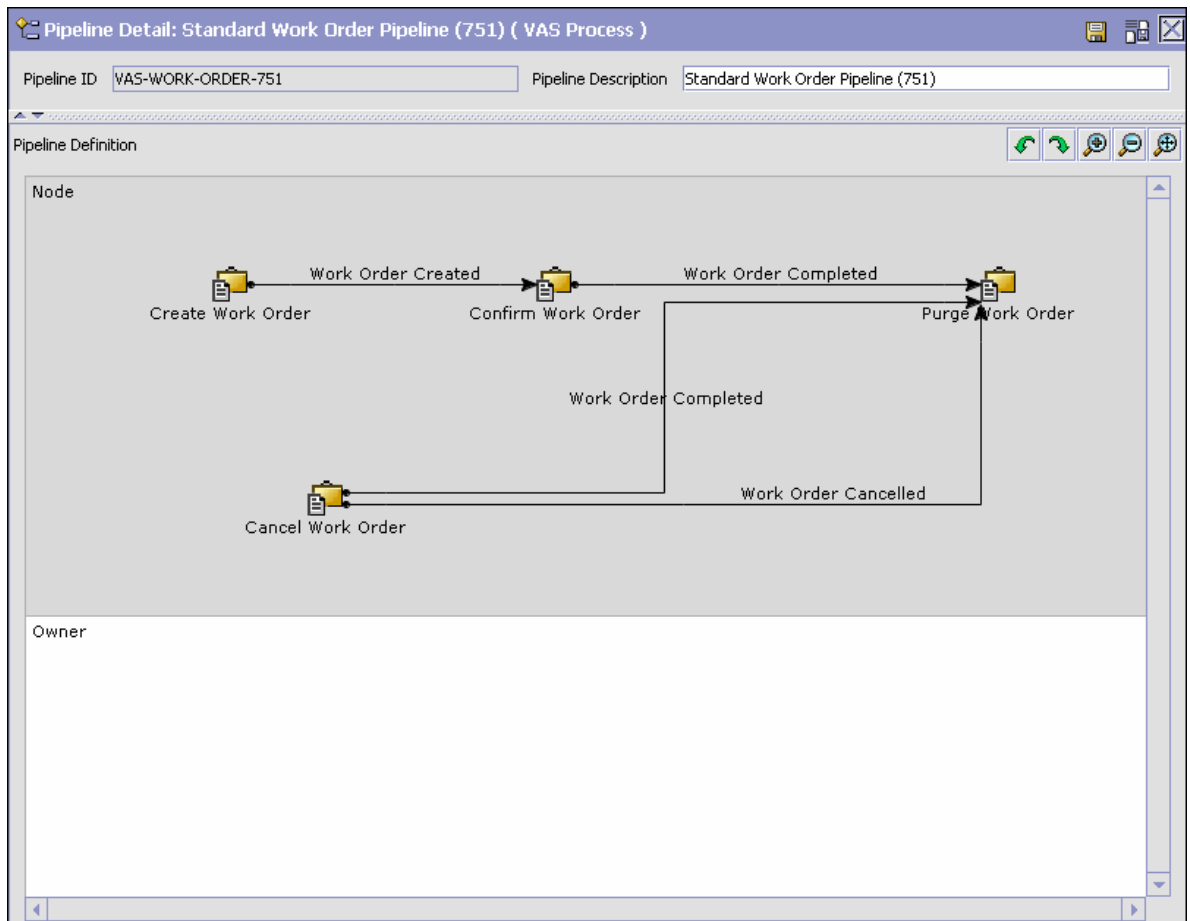 Pipeline Detail: Standard Work Order Pipeline (751) ( VAS Process )
Pipeline ID VAS-WORK-ORDER-751 Pipeline Description Standard Work Order Pipeline (751)
Pipeline Definition
Node
Work Order Created Work Order Completed
Create Work Order Confirm Work Order Purge Work Order
Work Order Completed
Work Order Cancelled
Cancel Work Order
Owner